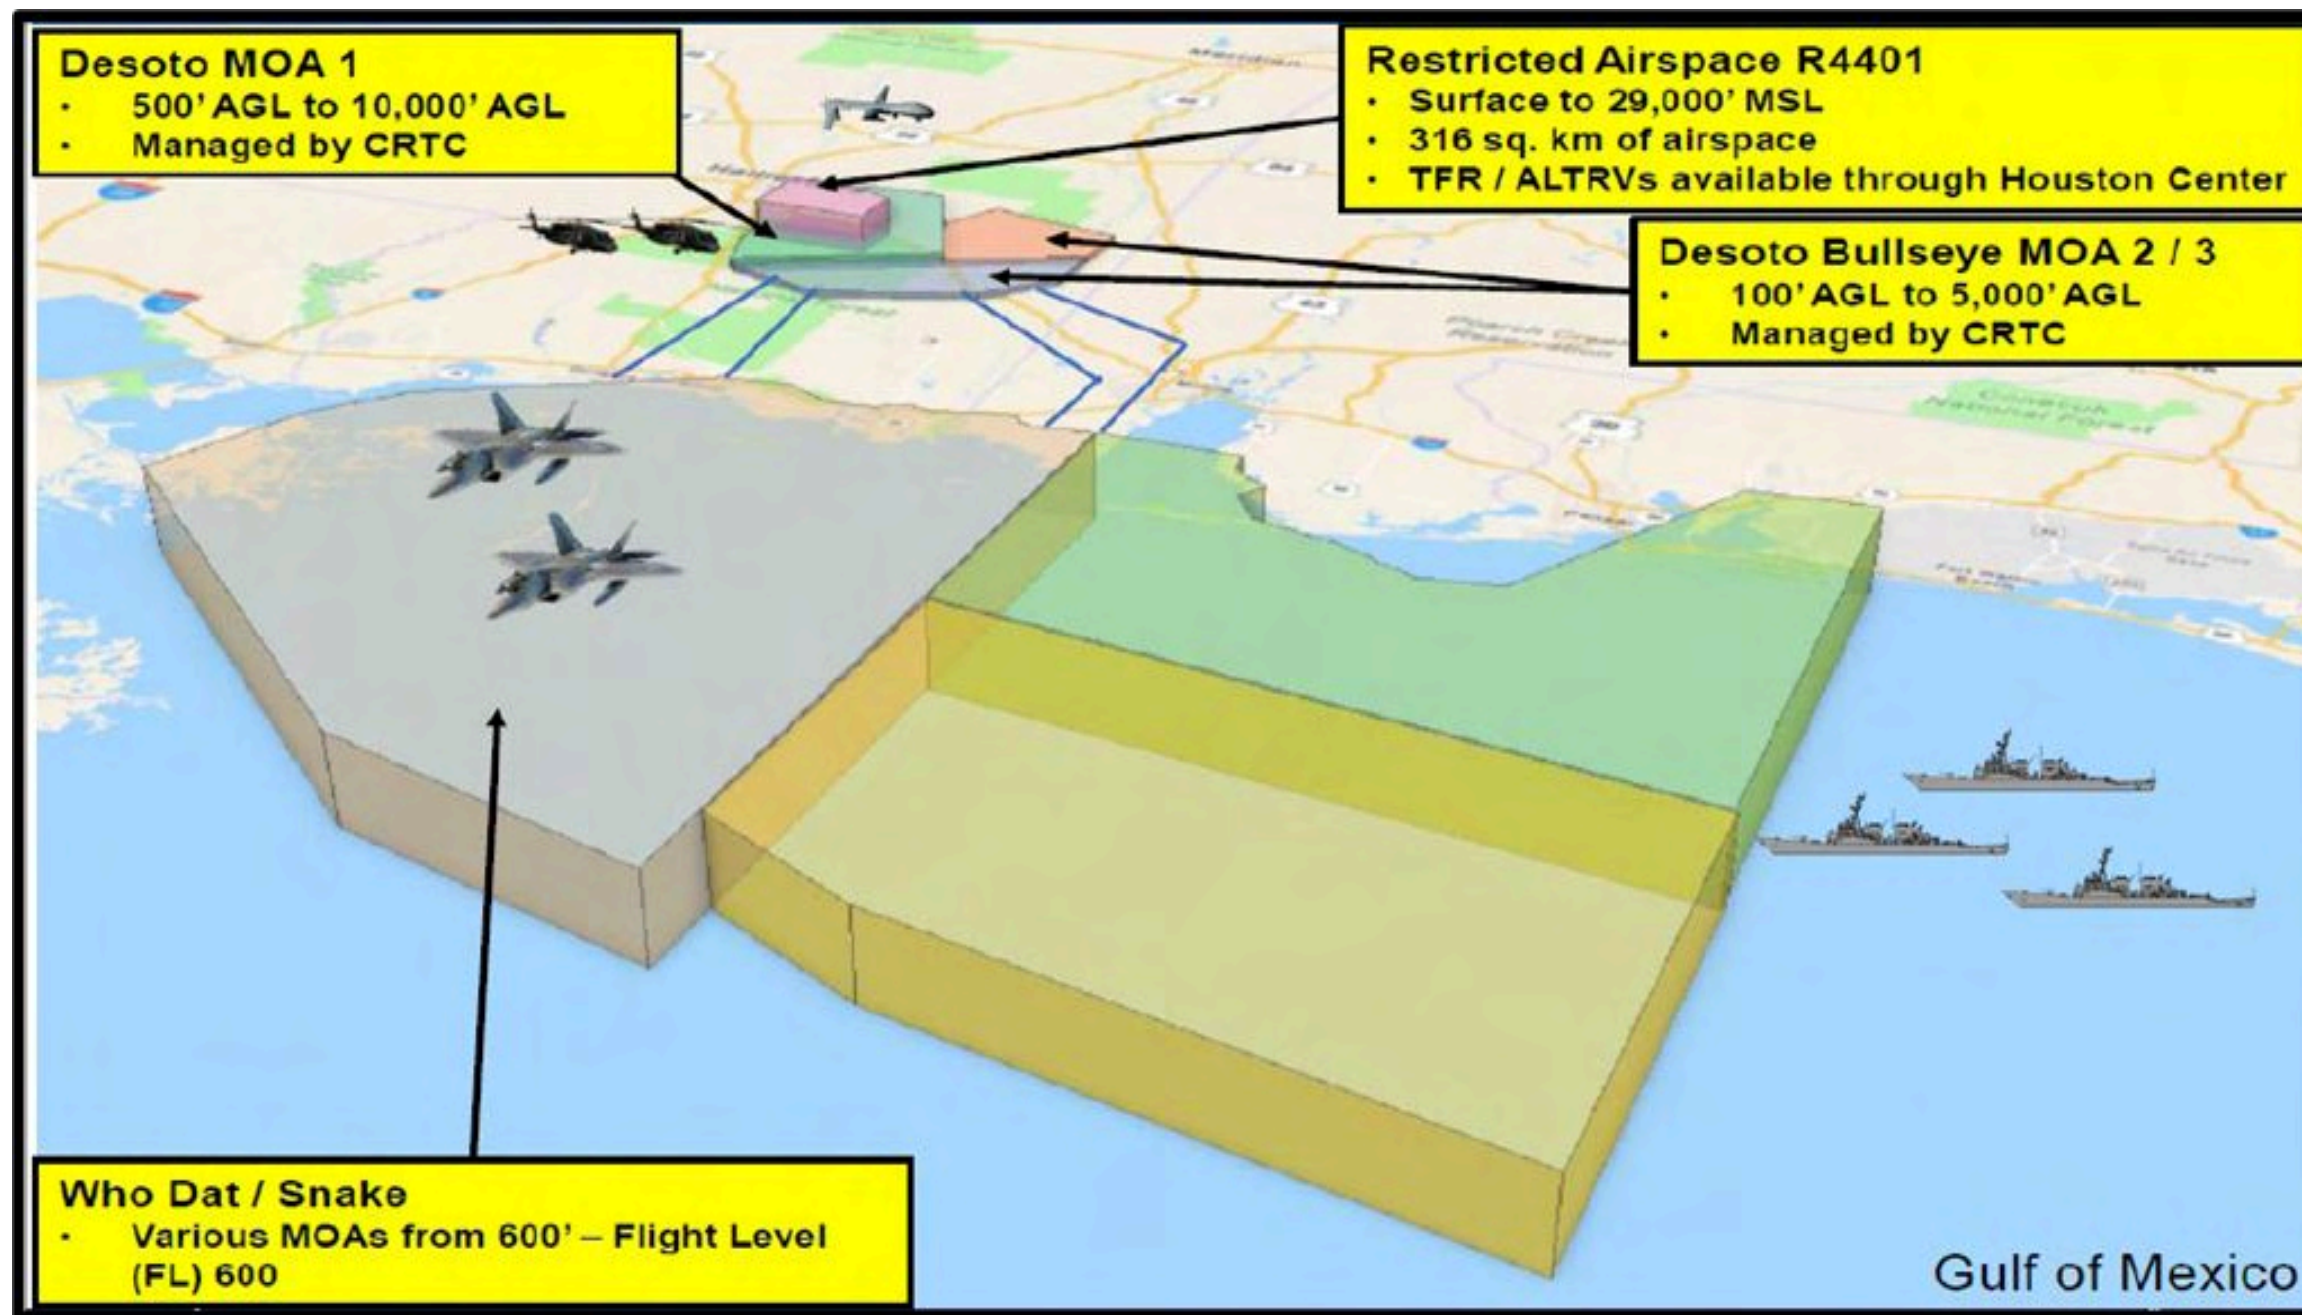 Desoto MOA 1
· 500' AGL to 10,000' AGL
· Managed by CRTC
Restricted Airspace R4401
· Surface to 29,000' MSL
· 316 sq. km of airspace
· TFR / ALTRVs available through Houston Center
Desoto Bullseye MOA 2 / 3
· 100' AGL to 5,000' AGL
· Managed by CRTC
Meridian
National Forest
Who Dat / Snake
· Various MOAs from 600' – Flight Level
(FL) 600
Gulf of Mexico